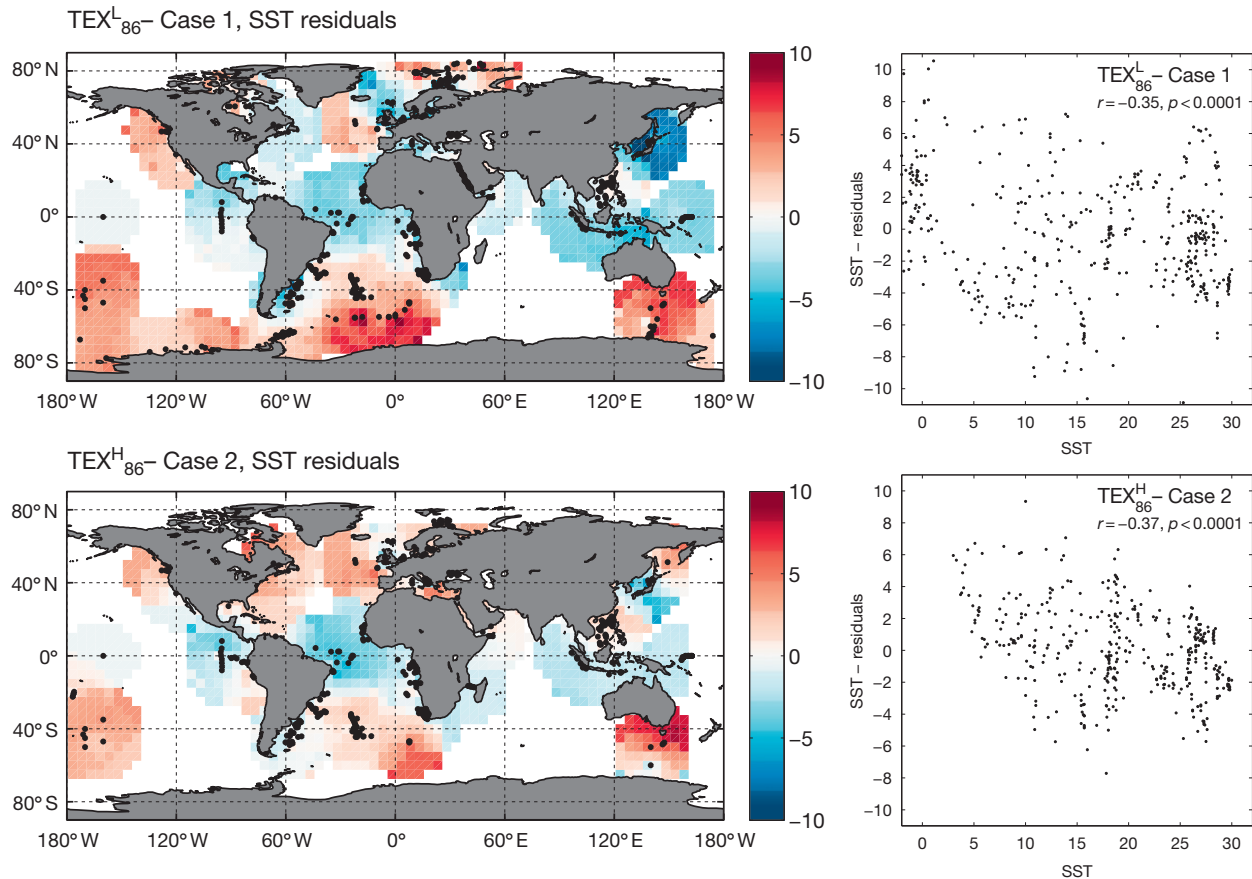 TEX^L_86– Case 1, SST residuals
80° N
40° N
0°
40° S
80° S
180° W 120° W 60° W 0° 60° E 120° E 180° W
10
5
0
−5
−10
TEX^L_86– Case 1
r=−0.35, p<0.0001
10
8
6
4
2
0
−2
−4
−6
−8
−10
SST – residuals
0 5 10 15 20 25 30
SST
TEX^H_86– Case 2, SST residuals
80° N
40° N
0°
40° S
80° S
180° W 120° W 60° W 0° 60° E 120° E 180° W
10
5
0
−5
−10
TEX^H_86– Case 2
r=−0.37, p<0.0001
10
8
6
4
2
0
−2
−4
−6
−8
−10
SST – residuals
0 5 10 15 20 25 30
SST